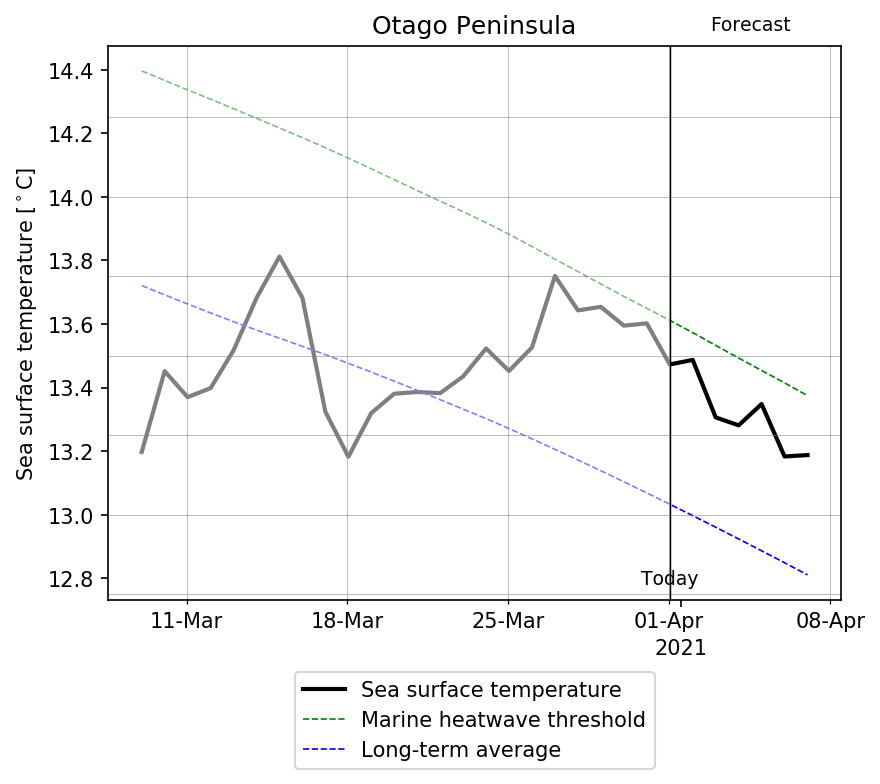 Otago Peninsula
Forecast
Sea surface temperature [°C]
14.4
14.2
14.0
13.8
13.6
13.4
13.2
13.0
12.8
Today
11-Mar
18-Mar
25-Mar
01-Apr
08-Apr
2021
Sea surface temperature
Marine heatwave threshold
Long-term average